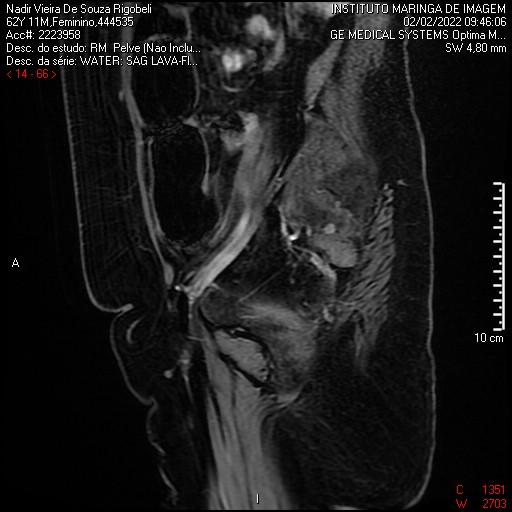 Nadir Vieira De Souza Rigobeli
62Y 11M,Feminino,444535
Acc#: 2223958
Desc. do estudo: RM  Pelve (Nao Inclu...
Desc. da série: WATER: SAG LAVA-Fl...
< 14 - 66 >
INSTITUTO MARINGA DE IMAGEM
02/02/2022 09:46:06
GE MEDICAL SYSTEMS Optima M...
SW 4,80 mm
A
10 cm
I
C 1351
W 2703